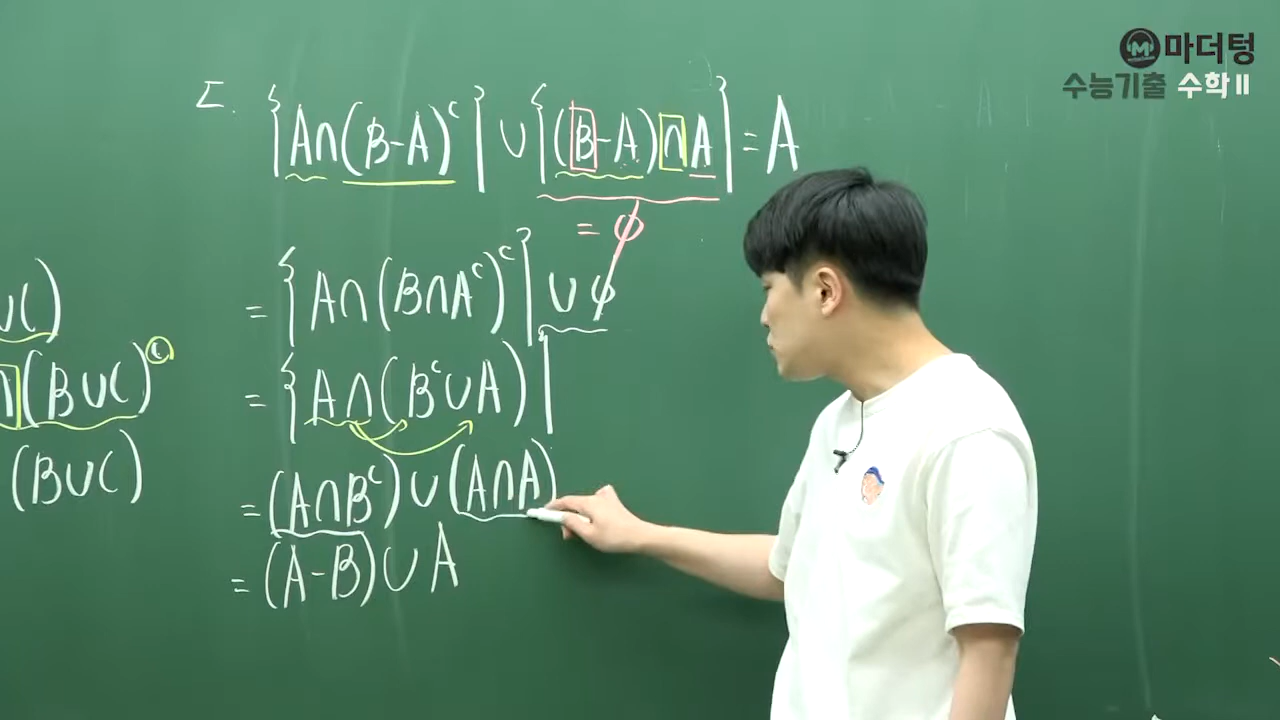 마더텅
수능기출 수학 II
ㄷ. {A∩(B-A)ᶜ} ∪ {(B-A)∩A} = A
= ϕ
= {A∩(B∩Aᶜ)ᶜ} ∪ ϕ
= {A∩(Bᶜ∪A)}
= (A∩Bᶜ)∪(A∩A)
= (A-B)∪A
∪C)
∩(B∪C)ᶜ
(B∪C)